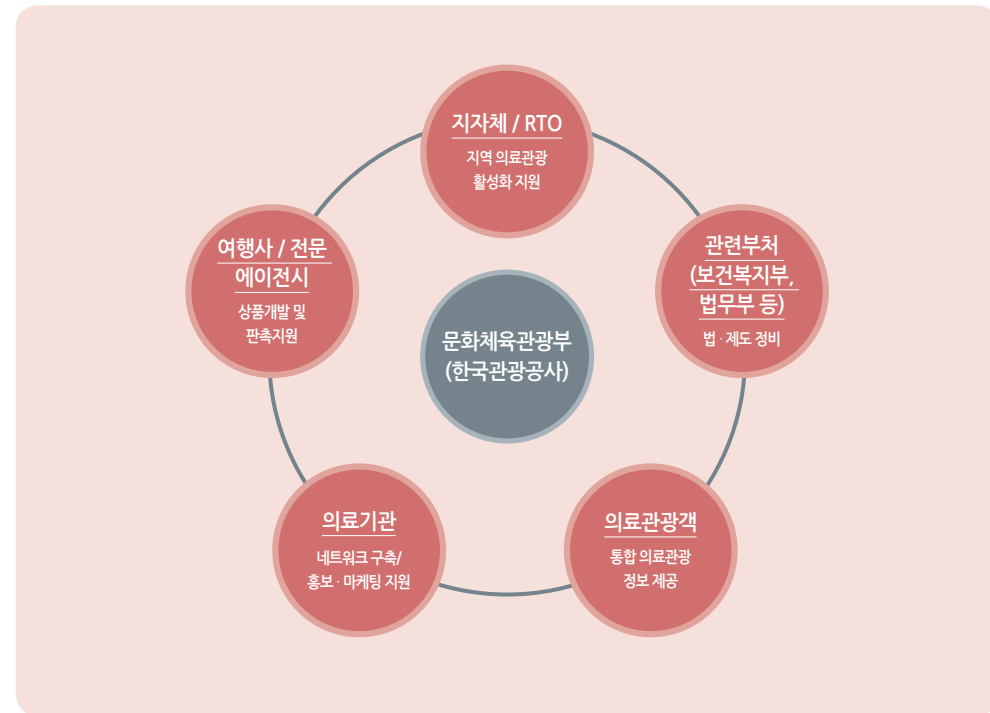 지자체 / RTO
지역 의료관광
활성화 지원
여행사 / 전문
에이전시
상품개발 및
판촉지원
관련부처
(보건복지부,
법무부 등)
법 · 제도 정비
문화체육관광부
(한국관광공사)
의료기관
네트워크 구축/
홍보 · 마케팅 지원
의료관광객
통합 의료관광
정보 제공